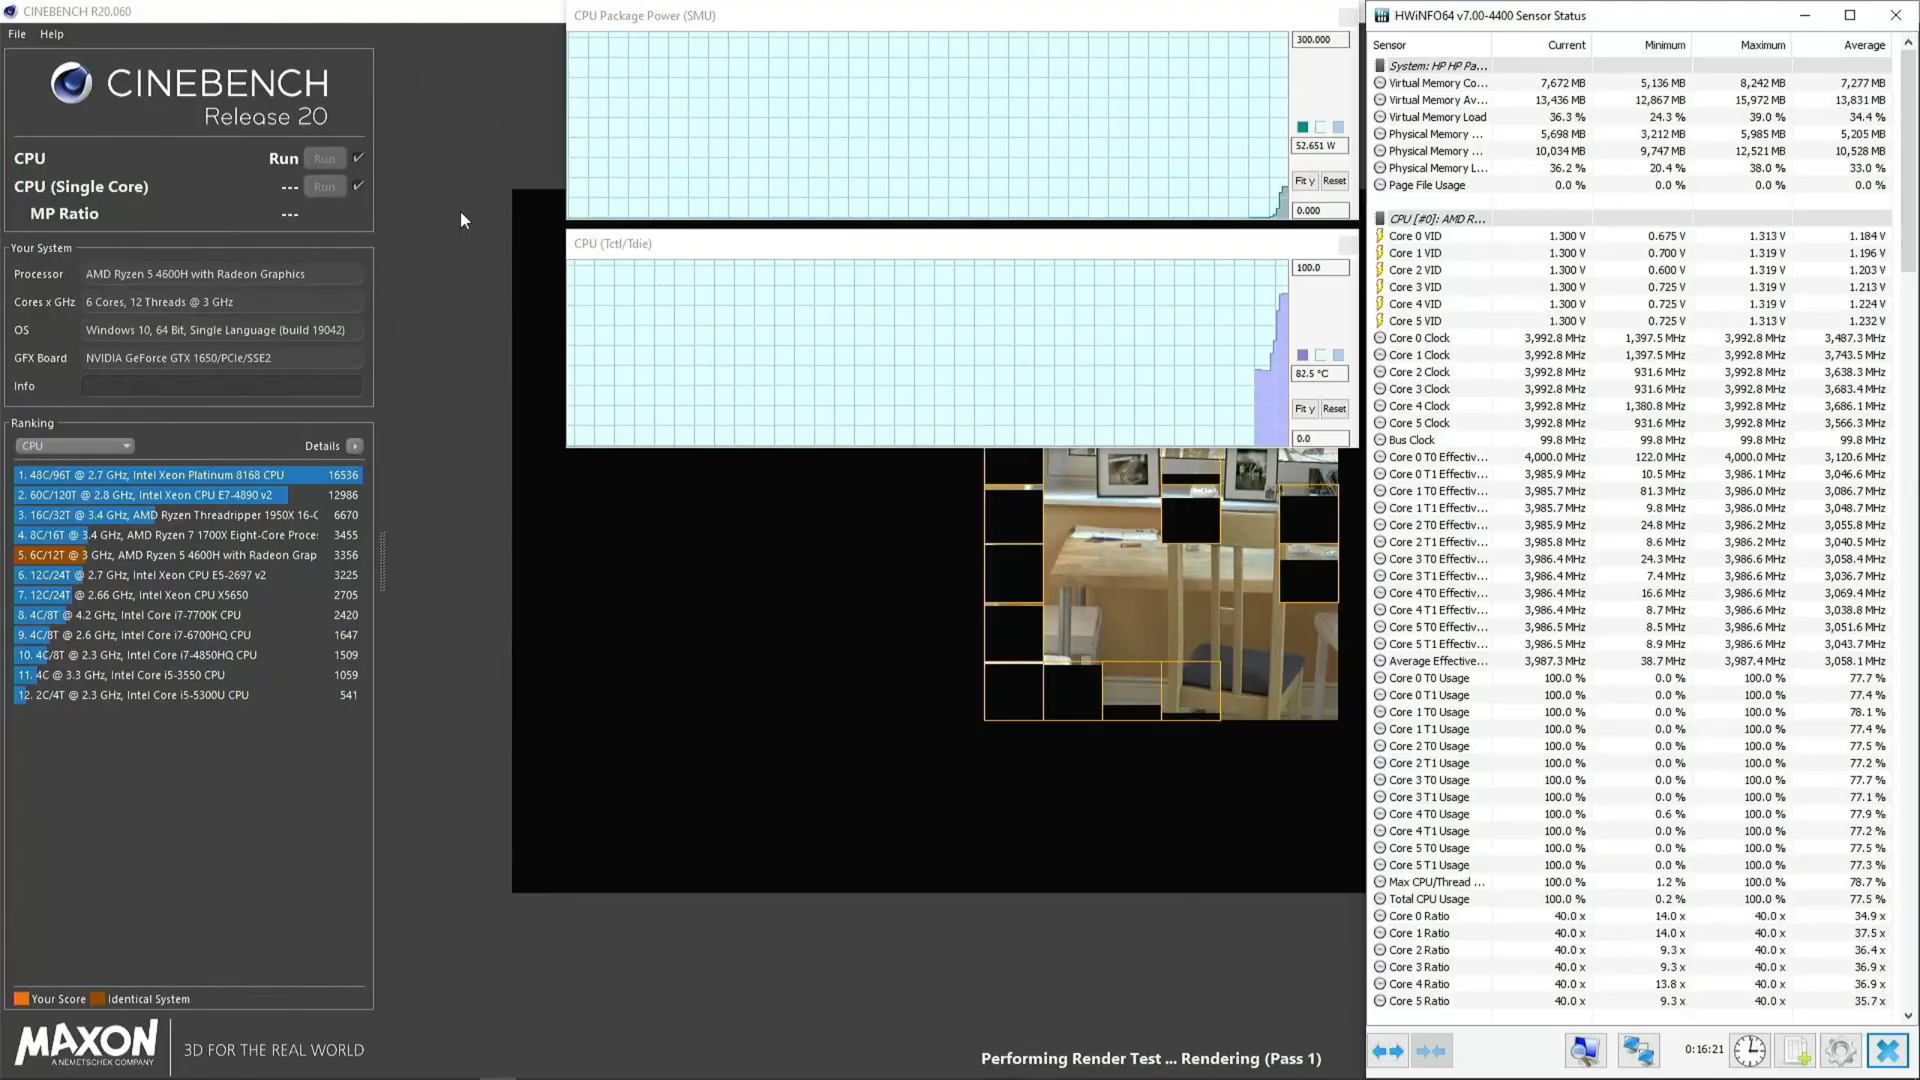 CINEBENCH R20.060
File Help
CINEBENCH
Release 20
CPU Run Run
CPU (Single Core) --- Run
MP Ratio ---
Your System
Processor AMD Ryzen 5 4600H with Radeon Graphics
Cores x GHz 6 Cores, 12 Threads @ 3 GHz
OS Windows 10, 64 Bit, Single Language (build 19042)
GFX Board NVIDIA GeForce GTX 1650/PCIe/SSE2
Info
Ranking
CPU Details
1. 48C/96T @ 2.7 GHz, Intel Xeon Platinum 8168 CPU 16536
2. 60C/120T @ 2.8 GHz, Intel Xeon CPU E7-4890 v2 12986
3. 16C/32T @ 3.4 GHz, AMD Ryzen Threadripper 1950X 16-C 6670
4. 8C/16T @ 3.4 GHz, AMD Ryzen 7 1700X Eight-Core Proce: 3455
5. 6C/12T @ 3 GHz, AMD Ryzen 5 4600H with Radeon Grap 3356
6. 12C/24T @ 2.7 GHz, Intel Xeon CPU E5-2697 v2 3225
7. 12C/24T @ 2.66 GHz, Intel Xeon CPU X5650 2705
8. 4C/8T @ 4.2 GHz, Intel Core i7-7700K CPU 2420
9. 4C/8T @ 2.6 GHz, Intel Core i7-6700HQ CPU 1647
10. 4C/8T @ 2.3 GHz, Intel Core i7-4850HQ CPU 1509
11. 4C @ 3.3 GHz, Intel Core i5-3550 CPU 1059
12. 2C/4T @ 2.3 GHz, Intel Core i5-5300U CPU 541
Your Score Identical System
MAXON
A NEMETSCHEK COMPANY
3D FOR THE REAL WORLD
CPU Package Power (SMU)
300.000
52.651 W
Fit y Reset
0.000
CPU (Tctl/Tdie)
100.0
82.5 °C
Fit y Reset
0.0
Performing Render Test ... Rendering (Pass 1)
HWiNFO64 v7.00-4400 Sensor Status
Sensor Current Minimum Maximum Average
System: HP HP Pa...
Virtual Memory Co... 7,672 MB 5,136 MB 8,242 MB 7,277 MB
Virtual Memory Av... 13,436 MB 12,867 MB 15,972 MB 13,831 MB
Virtual Memory Load 36.3 % 24.3 % 39.0 % 34.4 %
Physical Memory ... 5,698 MB 3,212 MB 5,985 MB 5,205 MB
Physical Memory ... 10,034 MB 9,747 MB 12,521 MB 10,528 MB
Physical Memory L... 36.2 % 20.4 % 38.0 % 33.0 %
Page File Usage 0.0 % 0.0 % 0.0 % 0.0 %
CPU [#0]: AMD R...
Core 0 VID 1.300 V 0.675 V 1.313 V 1.184 V
Core 1 VID 1.300 V 0.700 V 1.319 V 1.196 V
Core 2 VID 1.300 V 0.600 V 1.319 V 1.203 V
Core 3 VID 1.300 V 0.725 V 1.319 V 1.213 V
Core 4 VID 1.300 V 0.725 V 1.319 V 1.224 V
Core 5 VID 1.300 V 0.725 V 1.313 V 1.232 V
Core 0 Clock 3,992.8 MHz 1,397.5 MHz 3,992.8 MHz 3,487.3 MHz
Core 1 Clock 3,992.8 MHz 1,397.5 MHz 3,992.8 MHz 3,743.5 MHz
Core 2 Clock 3,992.8 MHz 931.6 MHz 3,992.8 MHz 3,638.3 MHz
Core 3 Clock 3,992.8 MHz 931.6 MHz 3,992.8 MHz 3,683.4 MHz
Core 4 Clock 3,992.8 MHz 1,380.8 MHz 3,992.8 MHz 3,686.1 MHz
Core 5 Clock 3,992.8 MHz 931.6 MHz 3,992.8 MHz 3,566.3 MHz
Bus Clock 99.8 MHz 99.8 MHz 99.8 MHz 99.8 MHz
Core 0 T0 Effectiv... 4,000.0 MHz 122.0 MHz 4,000.0 MHz 3,120.6 MHz
Core 0 T1 Effectiv... 3,985.9 MHz 10.5 MHz 3,986.1 MHz 3,046.6 MHz
Core 1 T0 Effectiv... 3,985.7 MHz 81.3 MHz 3,986.0 MHz 3,086.7 MHz
Core 1 T1 Effectiv... 3,985.7 MHz 9.8 MHz 3,986.0 MHz 3,048.7 MHz
Core 2 T0 Effectiv... 3,985.9 MHz 24.8 MHz 3,986.2 MHz 3,055.8 MHz
Core 2 T1 Effectiv... 3,985.8 MHz 8.6 MHz 3,986.2 MHz 3,040.5 MHz
Core 3 T0 Effectiv... 3,986.4 MHz 24.3 MHz 3,986.6 MHz 3,058.4 MHz
Core 3 T1 Effectiv... 3,986.4 MHz 7.4 MHz 3,986.6 MHz 3,036.7 MHz
Core 4 T0 Effectiv... 3,986.4 MHz 16.6 MHz 3,986.6 MHz 3,069.4 MHz
Core 4 T1 Effectiv... 3,986.4 MHz 8.7 MHz 3,986.6 MHz 3,038.8 MHz
Core 5 T0 Effectiv... 3,986.5 MHz 8.5 MHz 3,986.6 MHz 3,051.6 MHz
Core 5 T1 Effectiv... 3,986.5 MHz 8.9 MHz 3,986.6 MHz 3,043.7 MHz
Average Effective... 3,987.3 MHz 38.7 MHz 3,987.4 MHz 3,058.1 MHz
Core 0 T0 Usage 100.0 % 0.0 % 100.0 % 77.7 %
Core 0 T1 Usage 100.0 % 0.0 % 100.0 % 77.4 %
Core 1 T0 Usage 100.0 % 0.0 % 100.0 % 78.1 %
Core 1 T1 Usage 100.0 % 0.0 % 100.0 % 77.4 %
Core 2 T0 Usage 100.0 % 0.0 % 100.0 % 77.5 %
Core 2 T1 Usage 100.0 % 0.0 % 100.0 % 77.2 %
Core 3 T0 Usage 100.0 % 0.0 % 100.0 % 77.7 %
Core 3 T1 Usage 100.0 % 0.0 % 100.0 % 77.1 %
Core 4 T0 Usage 100.0 % 0.6 % 100.0 % 77.9 %
Core 4 T1 Usage 100.0 % 0.0 % 100.0 % 77.2 %
Core 5 T0 Usage 100.0 % 0.0 % 100.0 % 77.5 %
Core 5 T1 Usage 100.0 % 0.0 % 100.0 % 77.3 %
Max CPU/Thread ... 100.0 % 1.2 % 100.0 % 78.7 %
Total CPU Usage 100.0 % 0.2 % 100.0 % 77.5 %
Core 0 Ratio 40.0 x 14.0 x 40.0 x 34.9 x
Core 1 Ratio 40.0 x 14.0 x 40.0 x 37.5 x
Core 2 Ratio 40.0 x 9.3 x 40.0 x 36.4 x
Core 3 Ratio 40.0 x 9.3 x 40.0 x 36.9 x
Core 4 Ratio 40.0 x 13.8 x 40.0 x 36.9 x
Core 5 Ratio 40.0 x 9.3 x 40.0 x 35.7 x
0:16:21